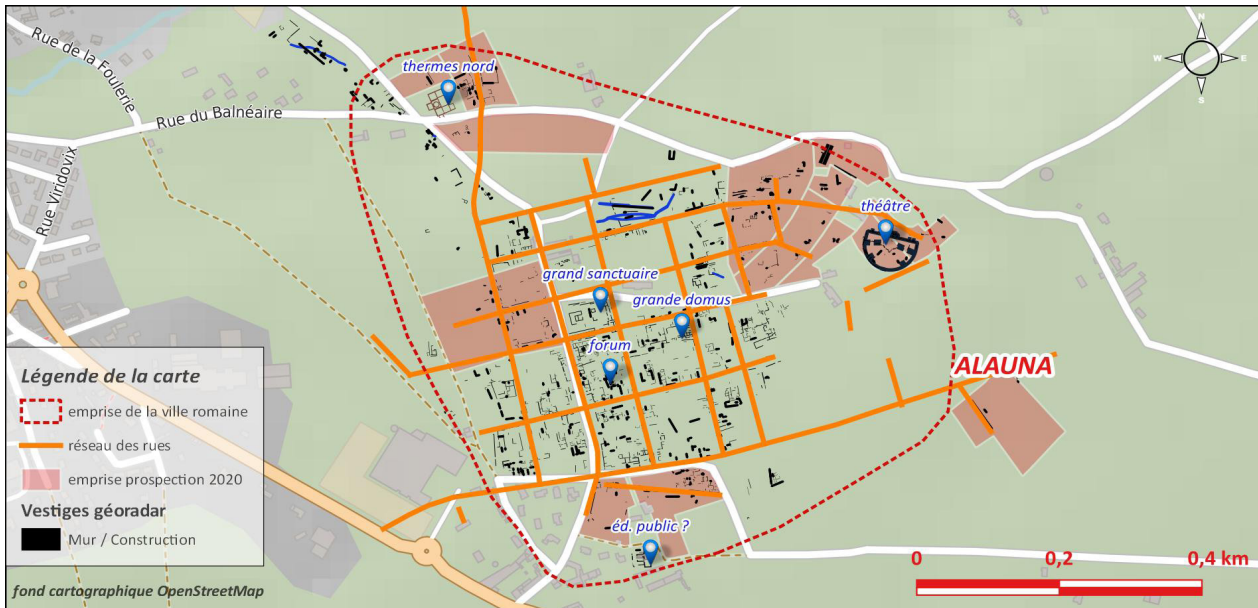 Rue de la Foulerie
Rue du Balnéaire
Rue Viridovix
thermes nord
N
W
E
S
théâtre
grand sanctuaire
grande domus
forum
ALAUNA
éd. public ?
Légende de la carte
emprise de la ville romaine
réseau des rues
emprise prospection 2020
Vestiges géoradar
Mur / Construction
fond cartographique OpenStreetMap
0
0,2
0,4 km